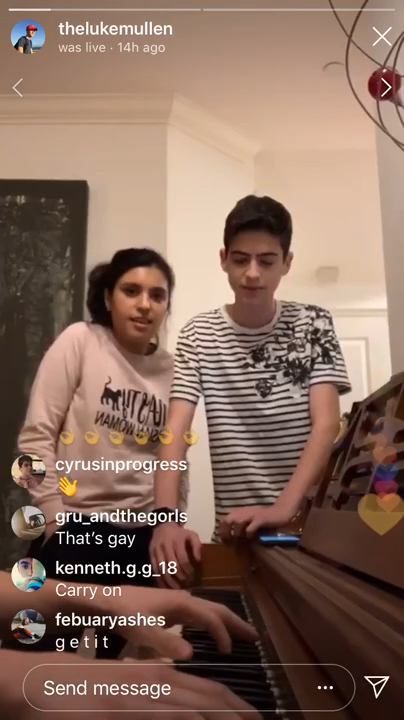 thelukemullen
was live · 14h ago
cyrusinprogress
👋
gru_andthegorls
That's gay
kenneth.g.g_18
Carry on
febuaryashes
g e t i t
Send message